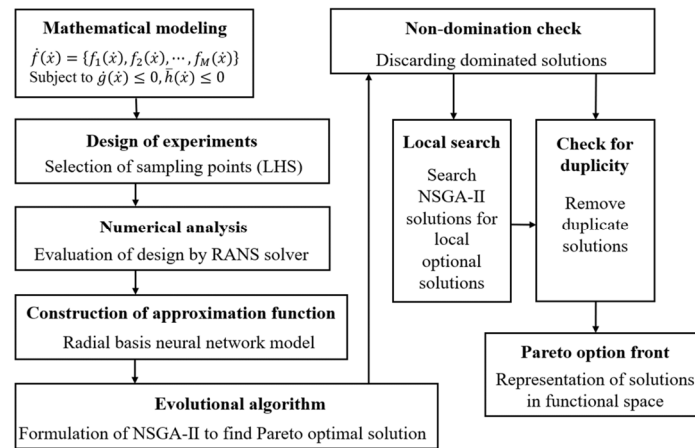 Mathematical modeling
ḟ(ẋ) = {f₁(ẋ), f₂(ẋ), ⋯, f_M(ẋ)}
Subject to ġ(ẋ) ≤ 0, h̄(ẋ) ≤ 0
Design of experiments
Selection of sampling points (LHS)
Numerical analysis
Evaluation of design by RANS solver
Construction of approximation function
Radial basis neural network model
Evolutional algorithm
Formulation of NSGA-II to find Pareto optimal solution
Non-domination check
Discarding dominated solutions
Local search
Search
NSGA-II
solutions for
local
optional
solutions
Check for
duplicity
Remove
duplicate
solutions
Pareto option front
Representation of solutions
in functional space